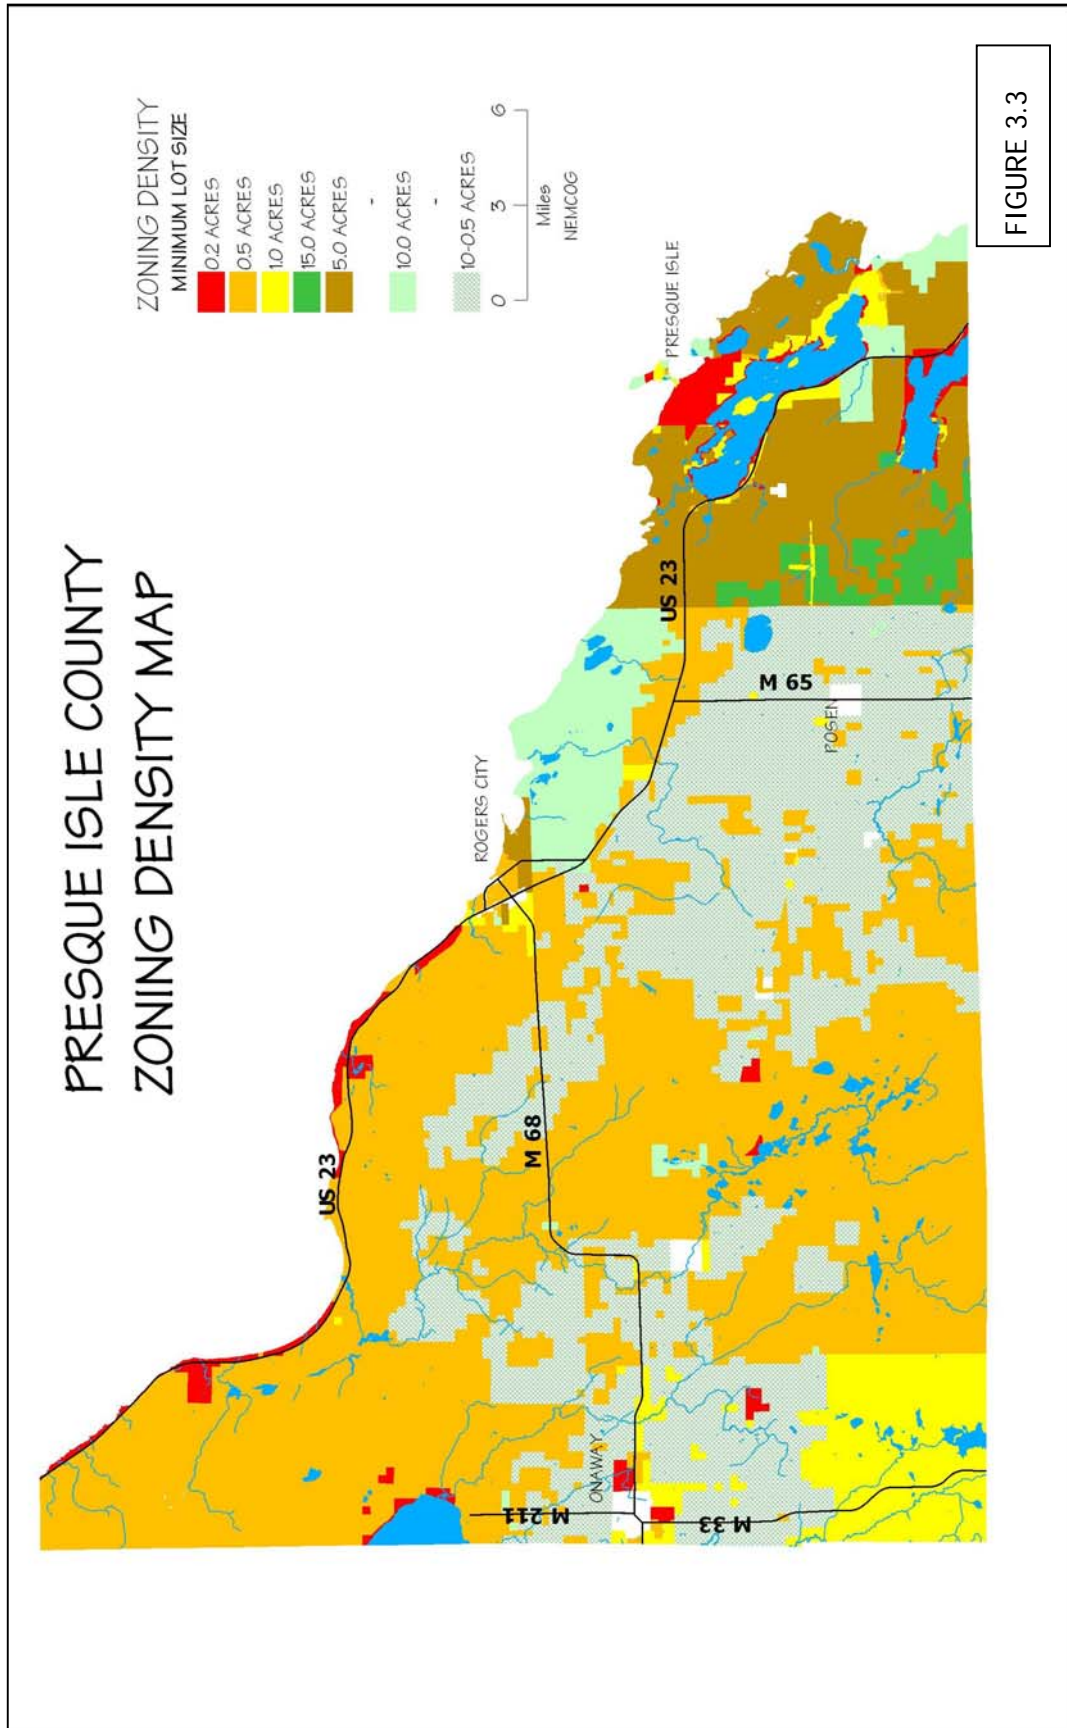 PRESQUE ISLE COUNTY
ZONING DENSITY MAP
ZONING DENSITY
MINIMUM LOT SIZE
0.2 ACRES
0.5 ACRES
1.0 ACRES
15.0 ACRES
5.0 ACRES
-
10.0 ACRES
-
10-0.5 ACRES
0 3 6
Miles
NEMCOG
US 23
ROGERS CITY
PRESQUE ISLE
M 68
US 23
M 211
ONAWAY
M 33
M 65
POSEN
FIGURE 3.3